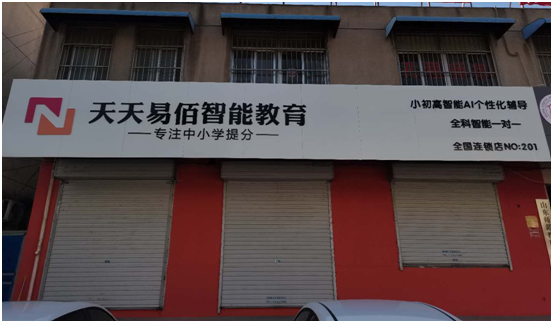 天天易佰智能教育
专注中小学提分
小初高智能AI个性化辅导
全科智能一对一
全国连锁店NO:201